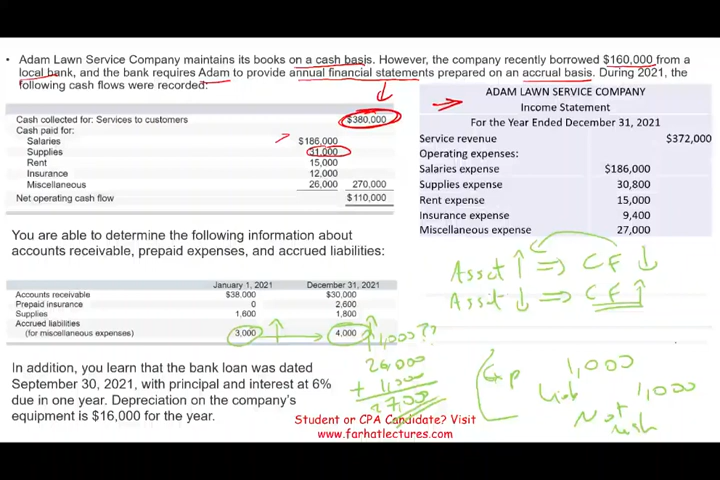 • Adam Lawn Service Company maintains its books on a cash basis. However, the company recently borrowed $160,000 from a
local bank, and the bank requires Adam to provide annual financial statements prepared on an accrual basis. During 2021, the
following cash flows were recorded:
Cash collected for: Services to customers $380,000
Cash paid for:
Salaries $186,000
Supplies 31,000
Rent 15,000
Insurance 12,000
Miscellaneous 26,000 270,000
Net operating cash flow $110,000
ADAM LAWN SERVICE COMPANY
Income Statement
For the Year Ended December 31, 2021
Service revenue $372,000
Operating expenses:
Salaries expense $186,000
Supplies expense 30,800
Rent expense 15,000
Insurance expense 9,400
Miscellaneous expense 27,000
You are able to determine the following information about
accounts receivable, prepaid expenses, and accrued liabilities:
January 1, 2021 December 31, 2021
Accounts receivable $38,000 $30,000
Prepaid insurance 0 2,600
Supplies 1,600 1,800
Accrued liabilities
(for miscellaneous expenses) 3,000 4,000
Asset ↑ ⇒ CF ↓
Asset ↓ ⇒ CF ↑
1,000??
26,000
+ 1,000
27,000
Exp 1,000
Liab 1,000
Not
cash
In addition, you learn that the bank loan was dated
September 30, 2021, with principal and interest at 6%
due in one year. Depreciation on the company's
equipment is $16,000 for the year.
Student or CPA Candidate? Visit
www.farhatlectures.com